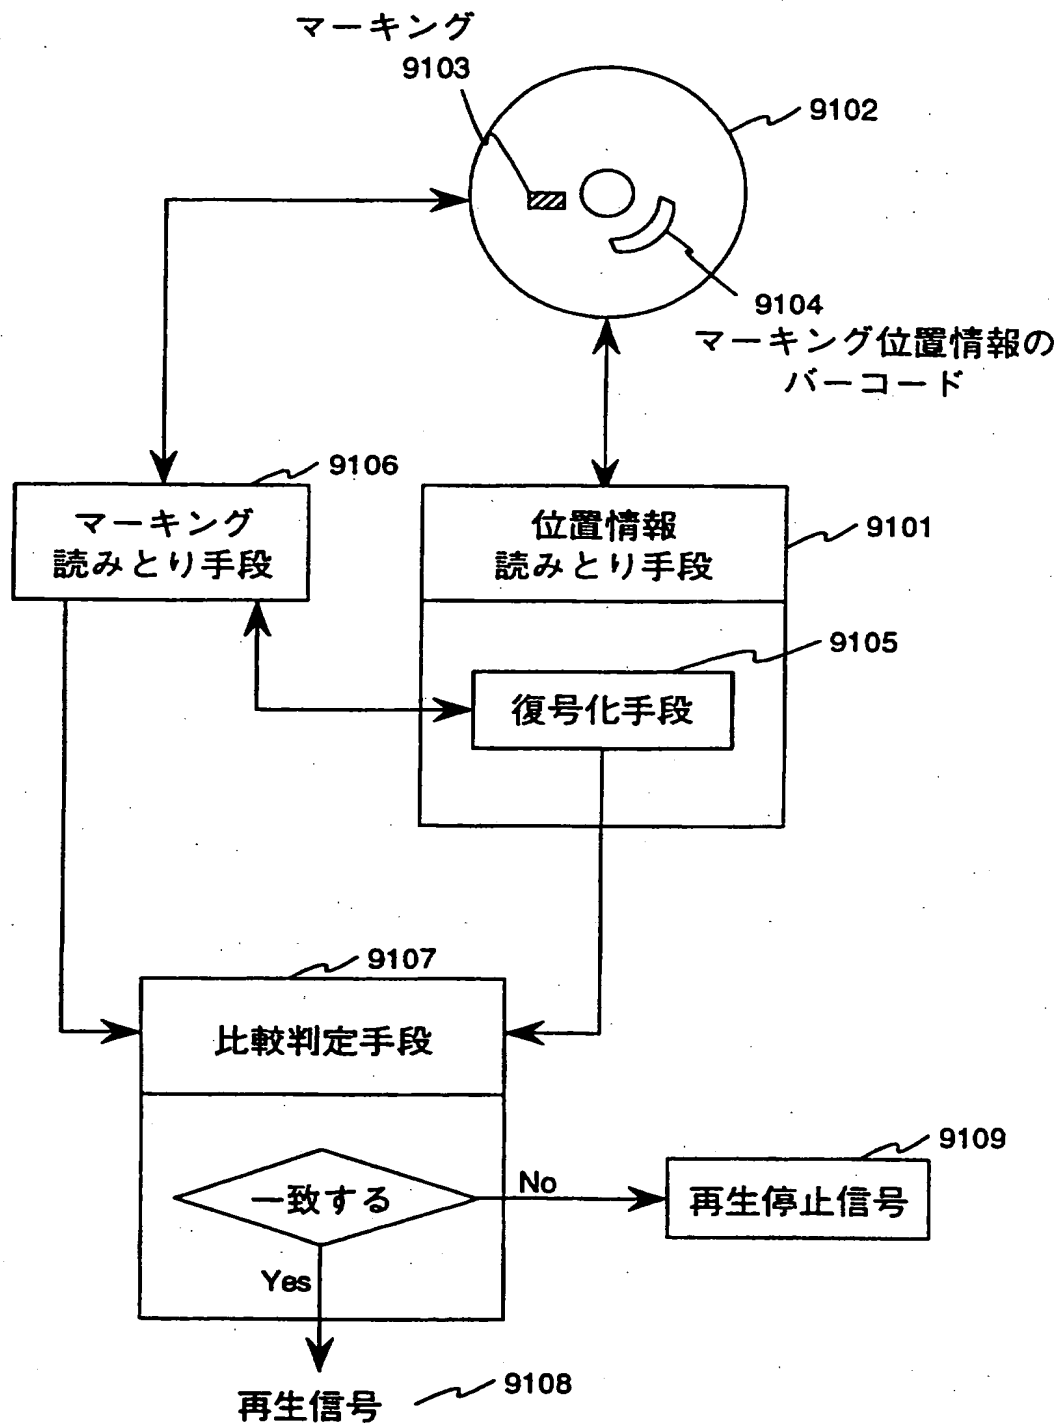 マーキング
9103
9102
9104
マーキング位置情報の
バーコード
9106
マーキング
読みとり手段
位置情報
読みとり手段
9101
9105
復号化手段
9107
比較判定手段
一致する
No
9109
再生停止信号
Yes
再生信号
9108